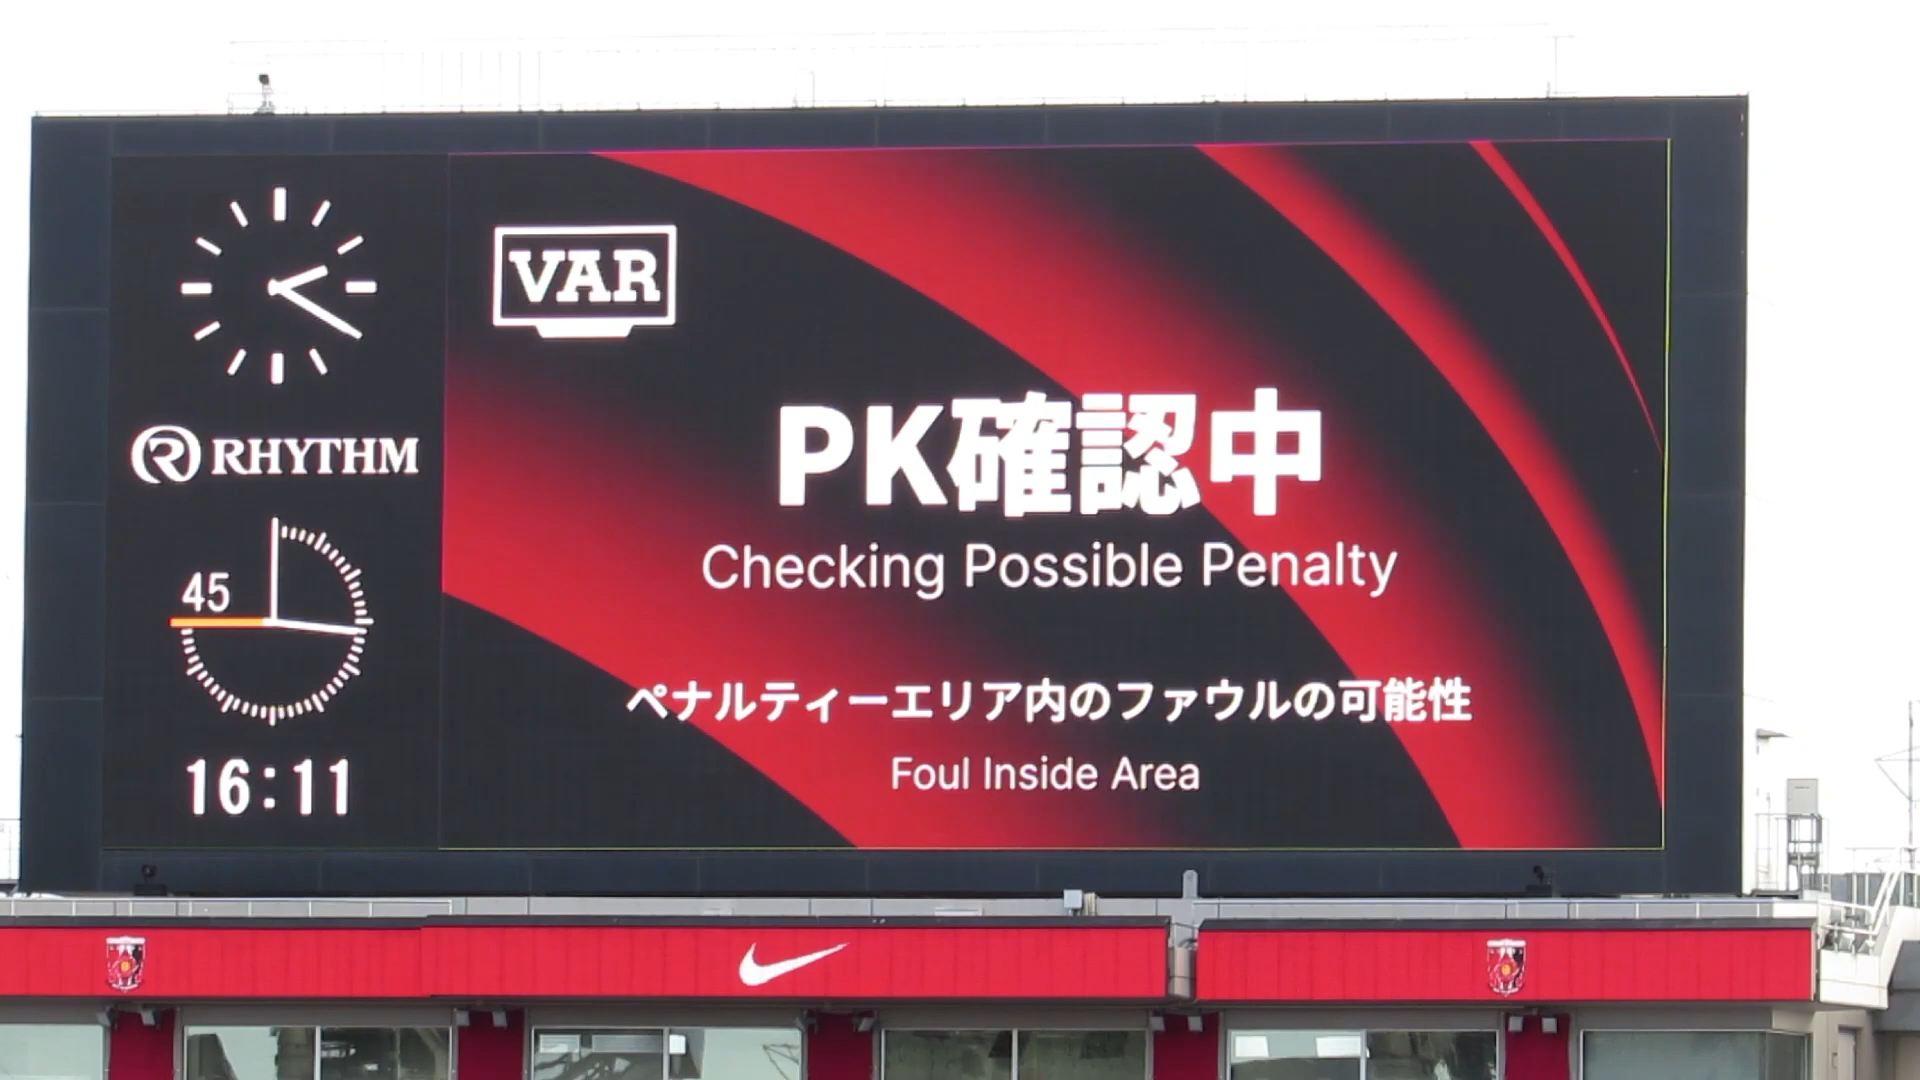 VAR
RHYTHM
45
16:11
PK確認中
Checking Possible Penalty
ペナルティーエリア内のファウルの可能性
Foul Inside Area